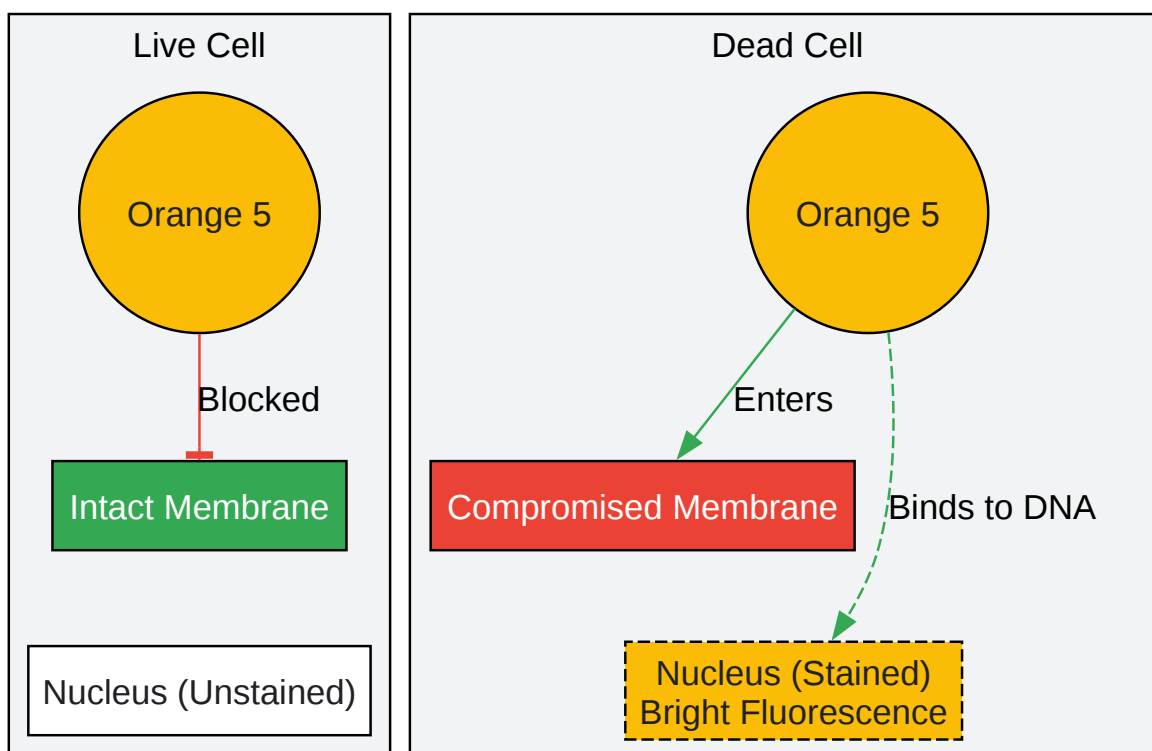 Live Cell
Orange 5
Blocked
Intact Membrane
Nucleus (Unstained)
Dead Cell
Orange 5
Enters
Compromised Membrane
Binds to DNA
Nucleus (Stained)
Bright Fluorescence